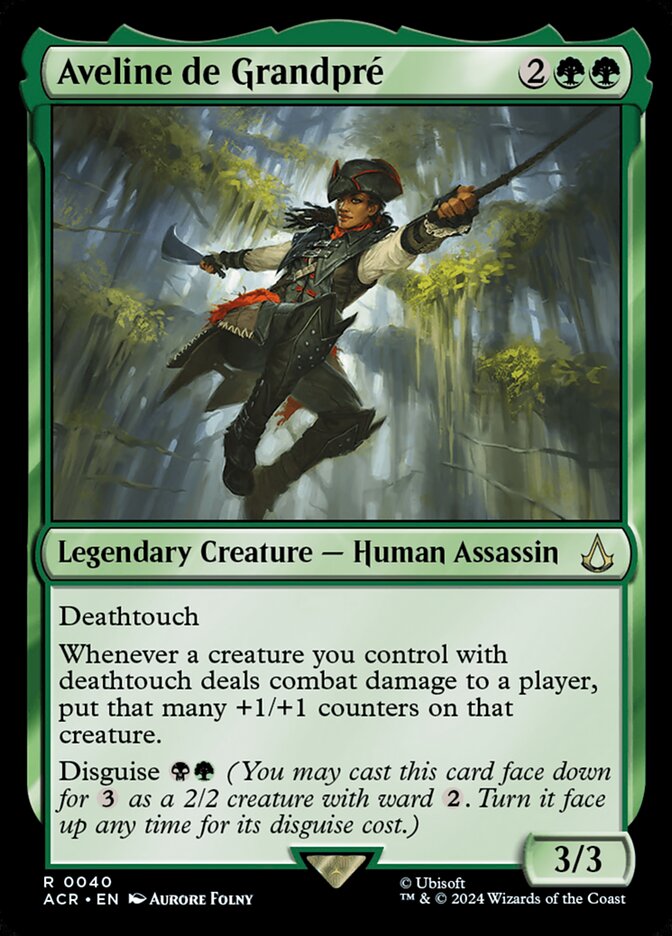 Aveline de Grandpré 2
Legendary Creature — Human Assassin
Deathtouch
Whenever a creature you control with
deathtouch deals combat damage to a player,
put that many +1/+1 counters on that
creature.
Disguise (You may cast this card face down
for 3 as a 2/2 creature with ward 2. Turn it face
up any time for its disguise cost.)
3/3
R 0040
ACR • EN Aurore Folny
© Ubisoft
™ & © 2024 Wizards of the Coast